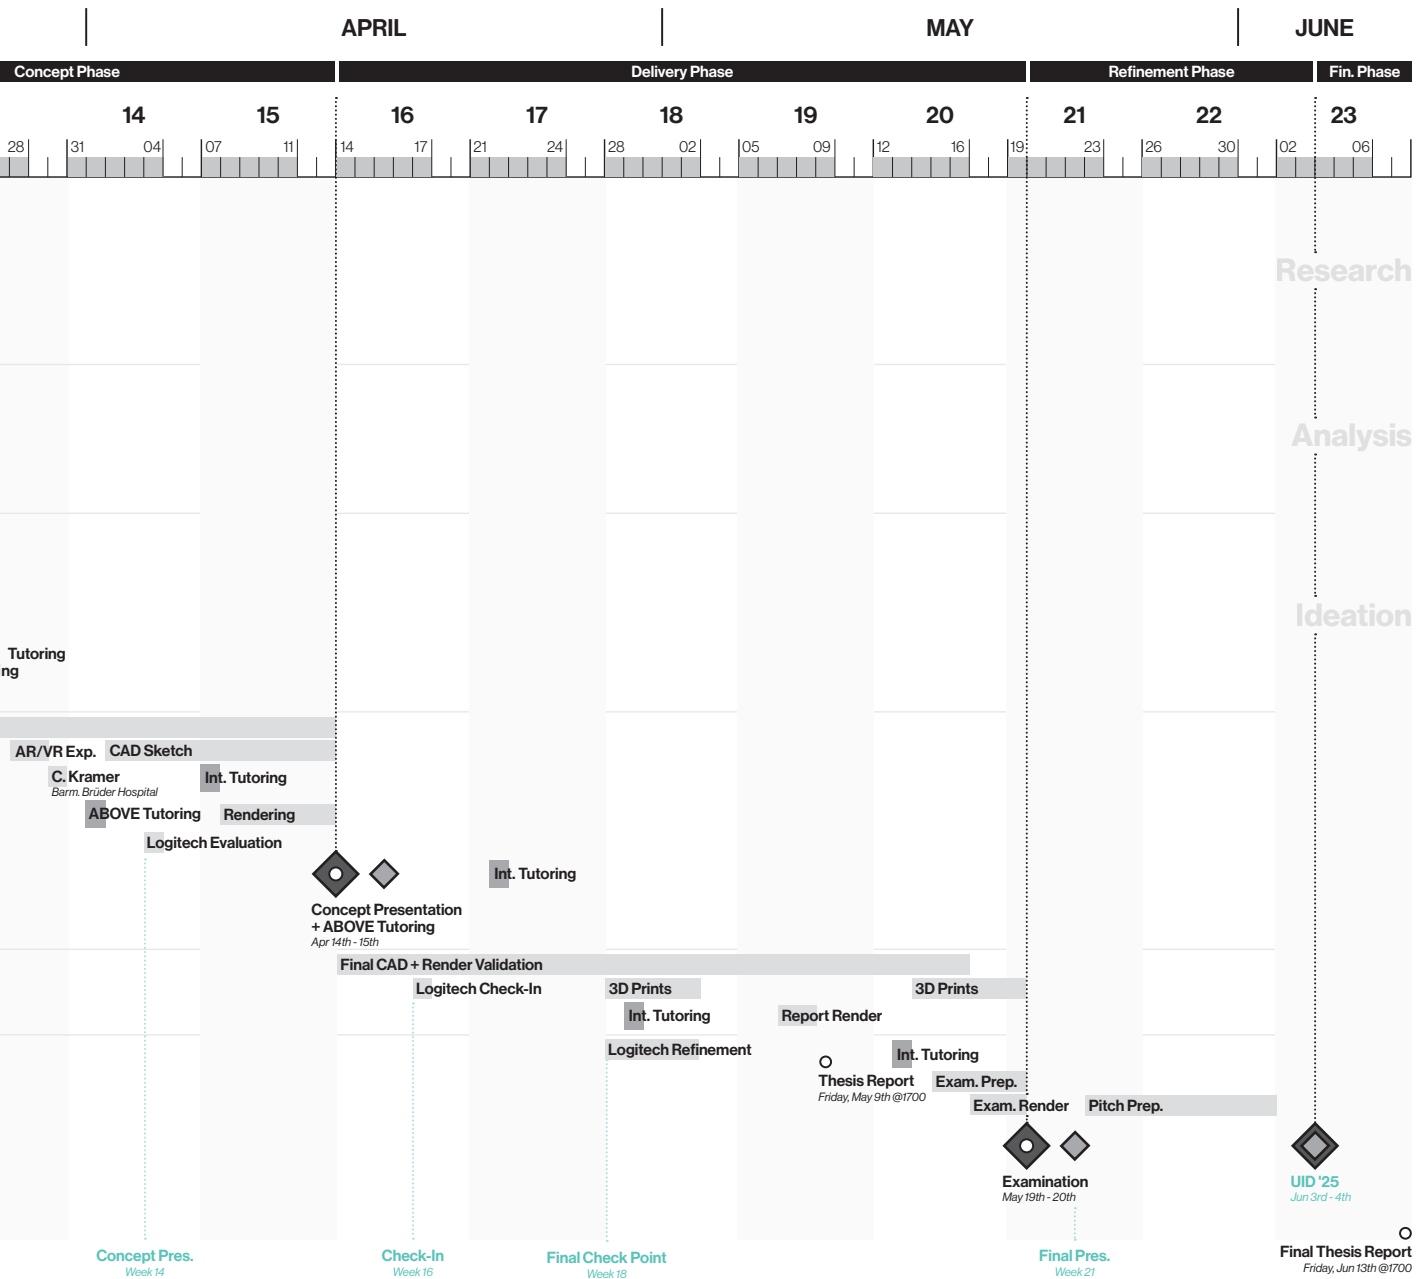 APRIL MAY JUNE
Concept Phase Delivery Phase Refinement Phase Fin. Phase
14 15 16 17 18 19 20 21 22 23
28 31 04 07 11 14 17 21 24 28 02 05 09 12 16 19 23 26 30 02 06
Research
Analysis
Ideation
Tutoring
ng
AR/VR Exp. CAD Sketch
C. Kramer
Barm. Brüder Hospital
Int. Tutoring
ABOVE Tutoring Rendering
Logitech Evaluation
Int. Tutoring
Concept Presentation
+ ABOVE Tutoring
Apr 14th - 15th
Final CAD + Render Validation
Logitech Check-In 3D Prints 3D Prints
Int. Tutoring Report Render
Logitech Refinement Int. Tutoring
Thesis Report
Friday, May 9th @1700
Exam. Prep.
Exam. Render Pitch Prep.
Examination
May 19th - 20th
UID '25
Jun 3rd - 4th
Concept Pres.
Week 14
Check-In
Week 16
Final Check Point
Week 18
Final Pres.
Week 21
Final Thesis Report
Friday, Jun 13th @1700